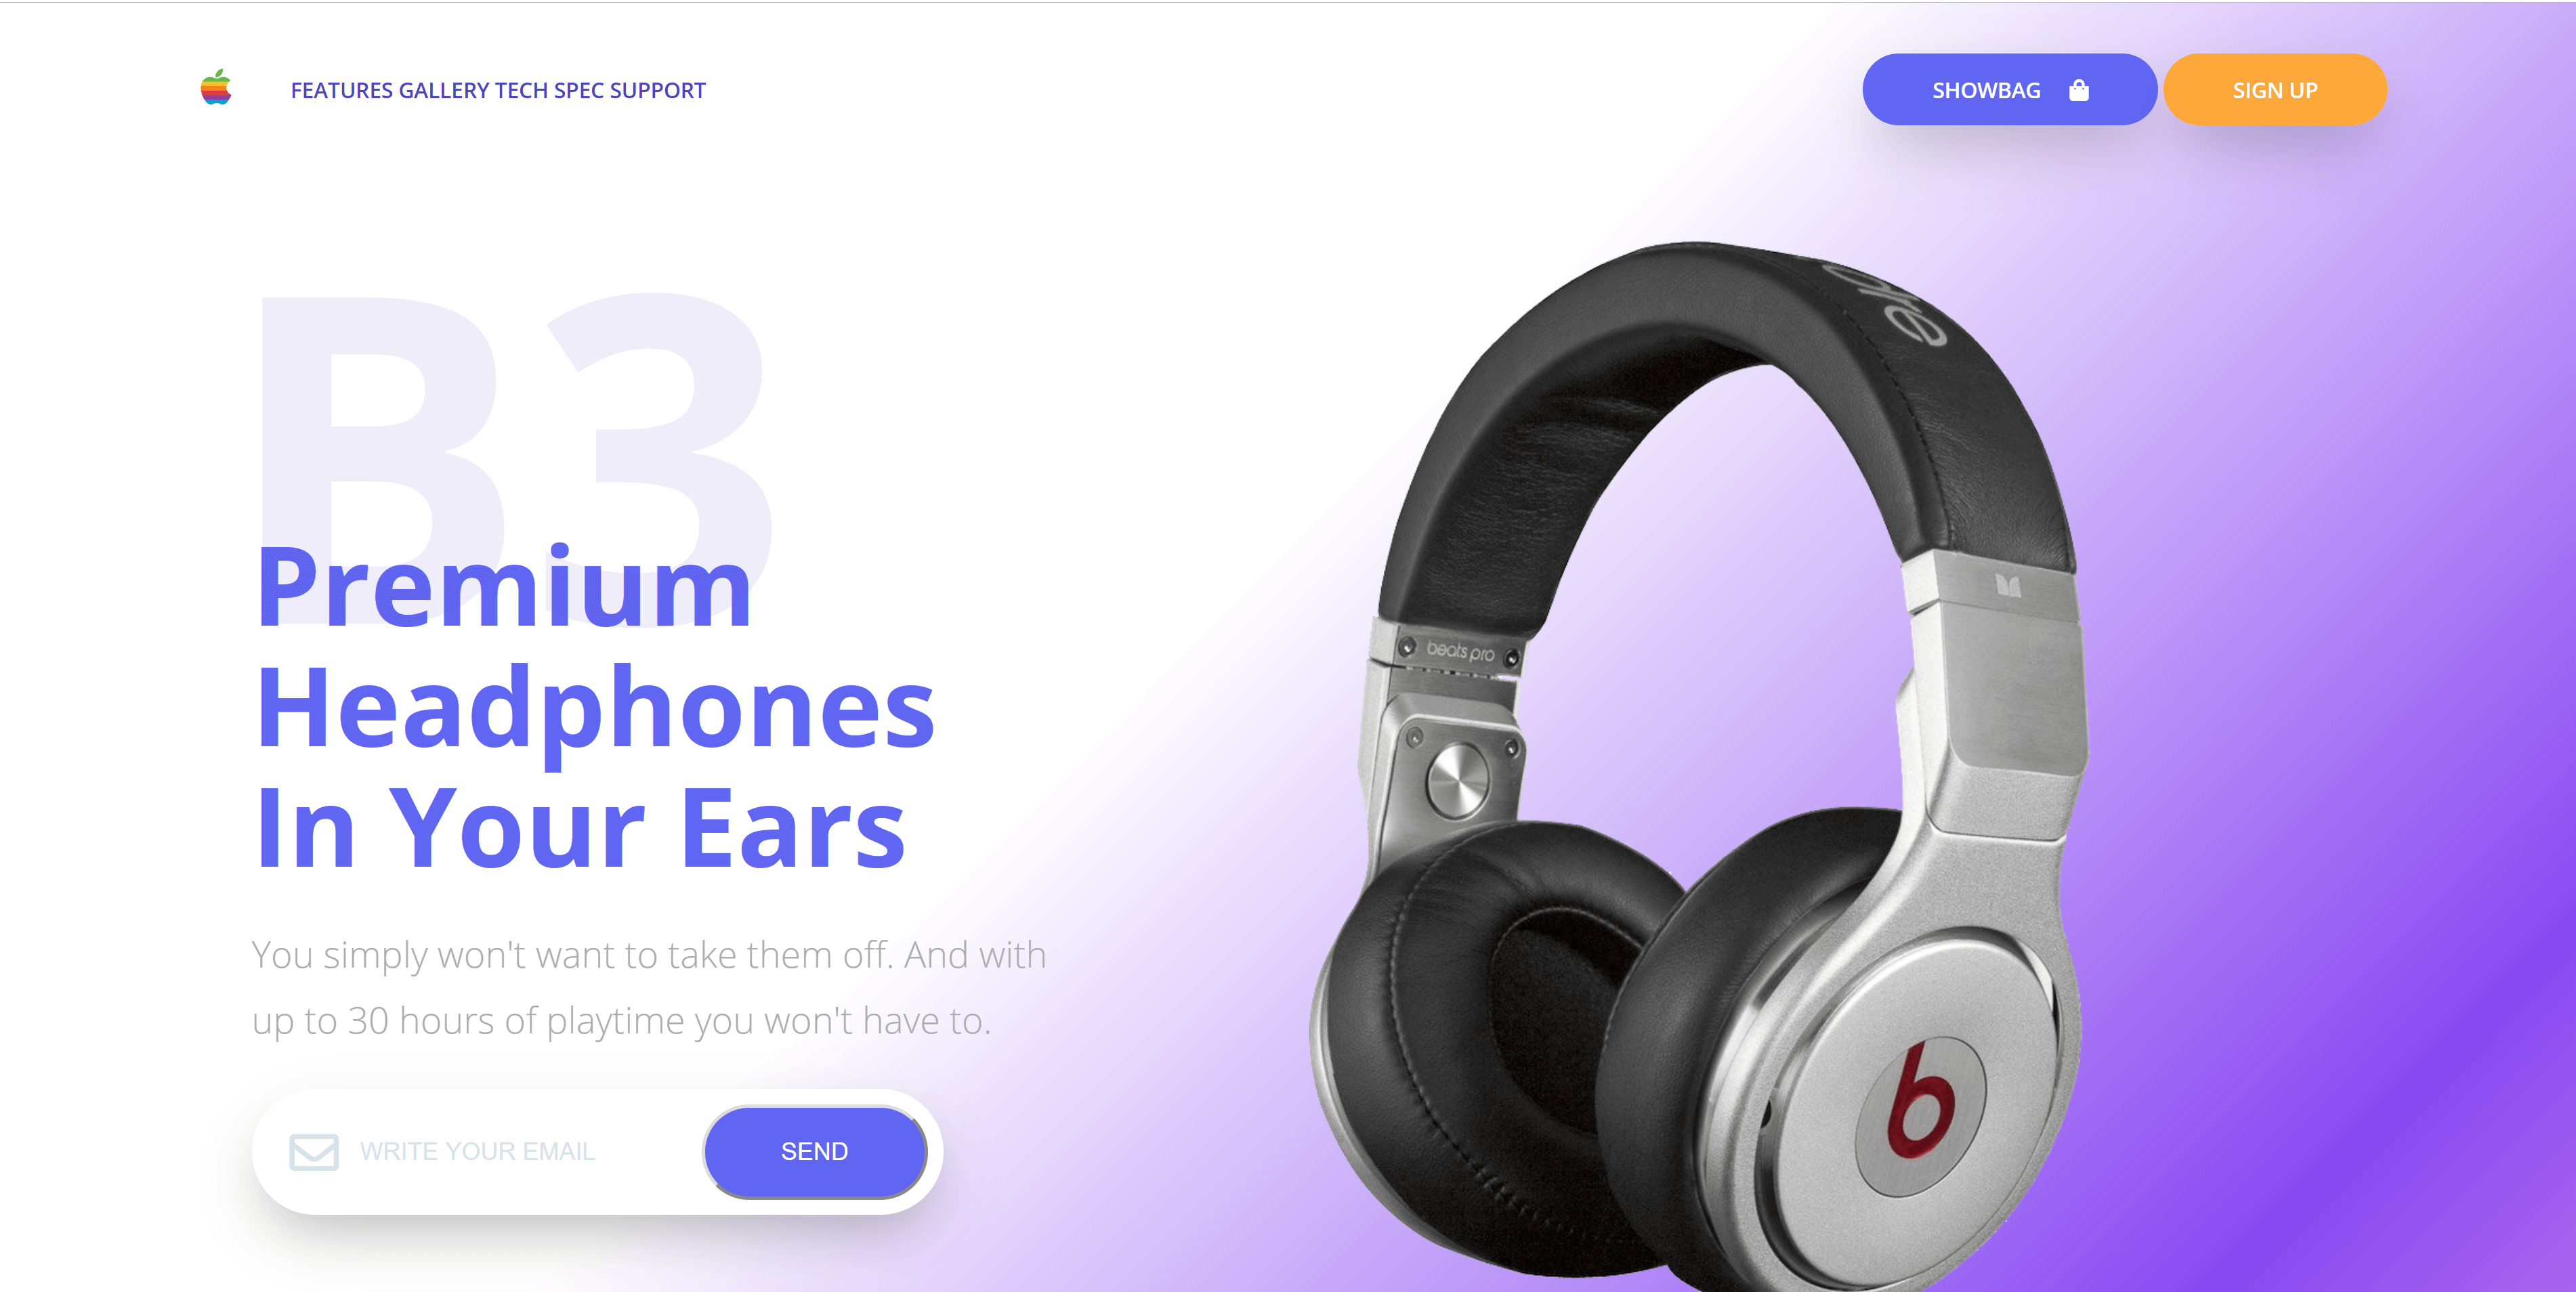 FEATURES GALLERY TECH SPEC SUPPORT
SHOWBAG
SIGN UP
B3
Premium
Headphones
In Your Ears
You simply won't want to take them off. And with
up to 30 hours of playtime you won't have to.
WRITE YOUR EMAIL
SEND
beats pro
b